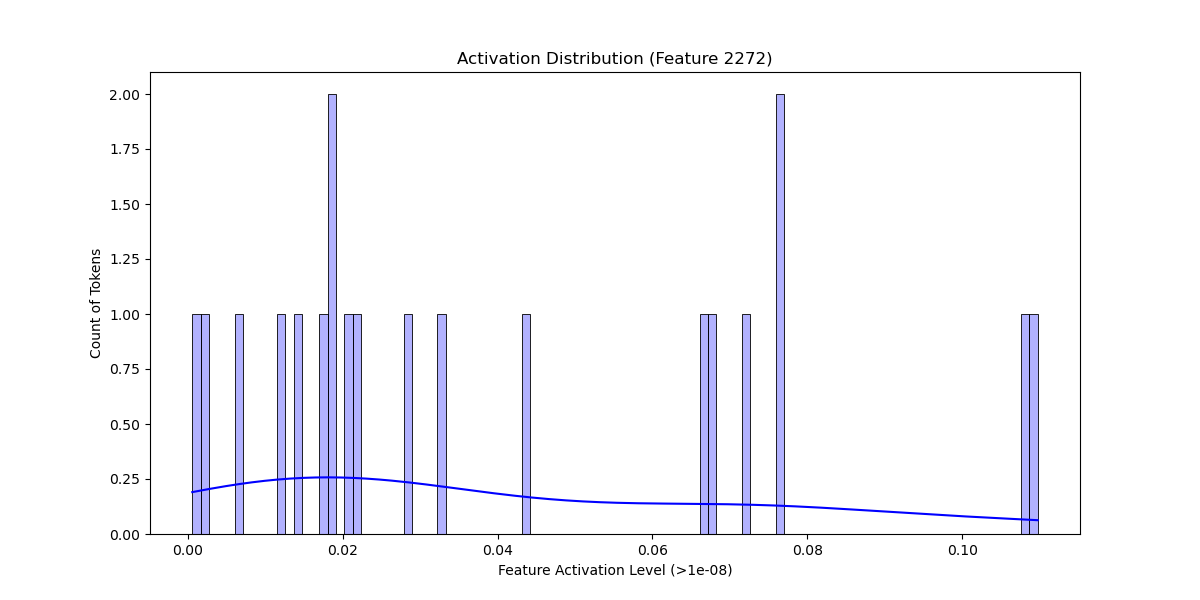 Activation Distribution (Feature 2272)
Count of Tokens
2.00
1.75
1.50
1.25
1.00
0.75
0.50
0.25
0.00
0.00 0.02 0.04 0.06 0.08 0.10
Feature Activation Level (>1e-08)